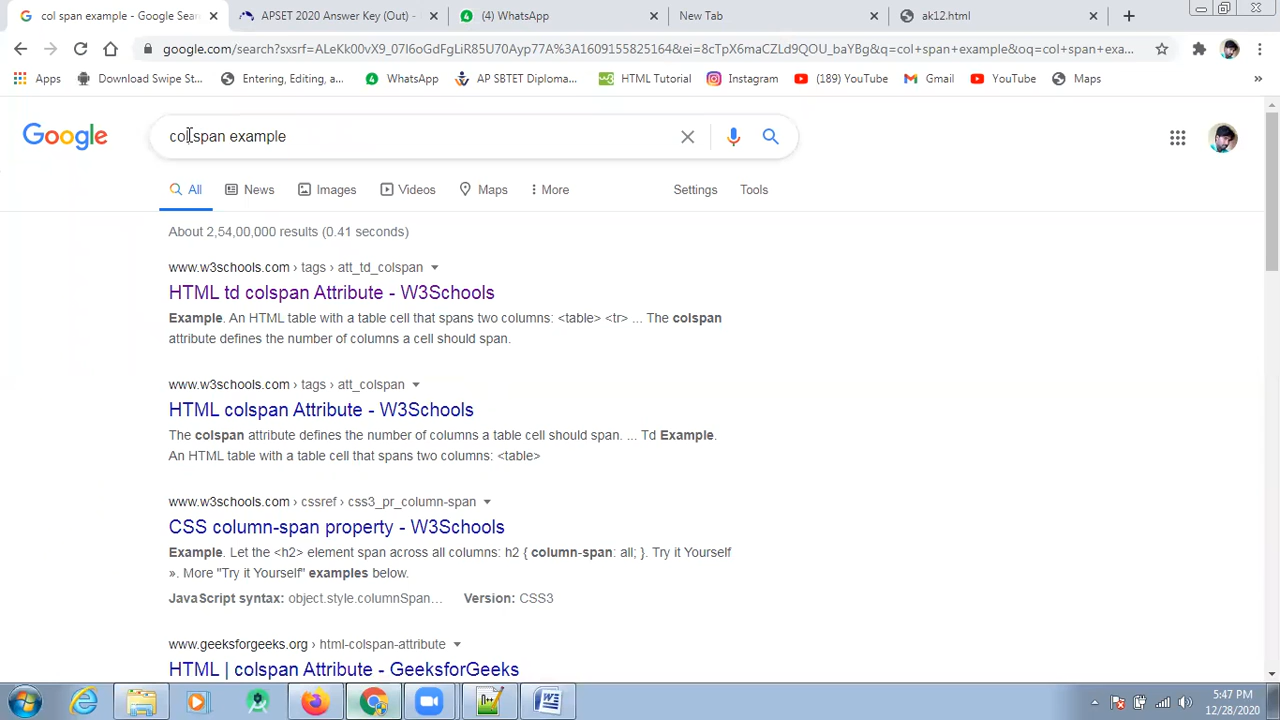 col span example - Google Sear
APSET 2020 Answer Key (Out) -
(4) WhatsApp
New Tab
ak12.html
google.com/search?sxsrf=ALeKk00vX9_07I6oGdFgLiR85U70Ayp77A%3A1609155825164&ei=8cTpX6maCZLd9QOU_baYBg&q=col+span+example&oq=col+span+exa...
Apps
Download Swipe St...
Entering, Editing, a...
4 WhatsApp
AP SBTET Diploma...
HTML Tutorial
Instagram
(189) YouTube
Gmail
YouTube
Maps
»
Google
col span example
All
News
Images
Videos
Maps
More
Settings
Tools
About 2,54,00,000 results (0.41 seconds)
www.w3schools.com › tags › att_td_colspan
HTML td colspan Attribute - W3Schools
Example. An HTML table with a table cell that spans two columns: <table> <tr> ... The colspan
attribute defines the number of columns a cell should span.
www.w3schools.com › tags › att_colspan
HTML colspan Attribute - W3Schools
The colspan attribute defines the number of columns a table cell should span. ... Td Example.
An HTML table with a table cell that spans two columns: <table>
www.w3schools.com › cssref › css3_pr_column-span
CSS column-span property - W3Schools
Example. Let the <h2> element span across all columns: h2 { column-span: all; }. Try it Yourself
». More "Try it Yourself" examples below.
JavaScript syntax: object.style.columnSpan... Version: CSS3
www.geeksforgeeks.org › html-colspan-attribute
HTML | colspan Attribute - GeeksforGeeks
5:47 PM
12/28/2020